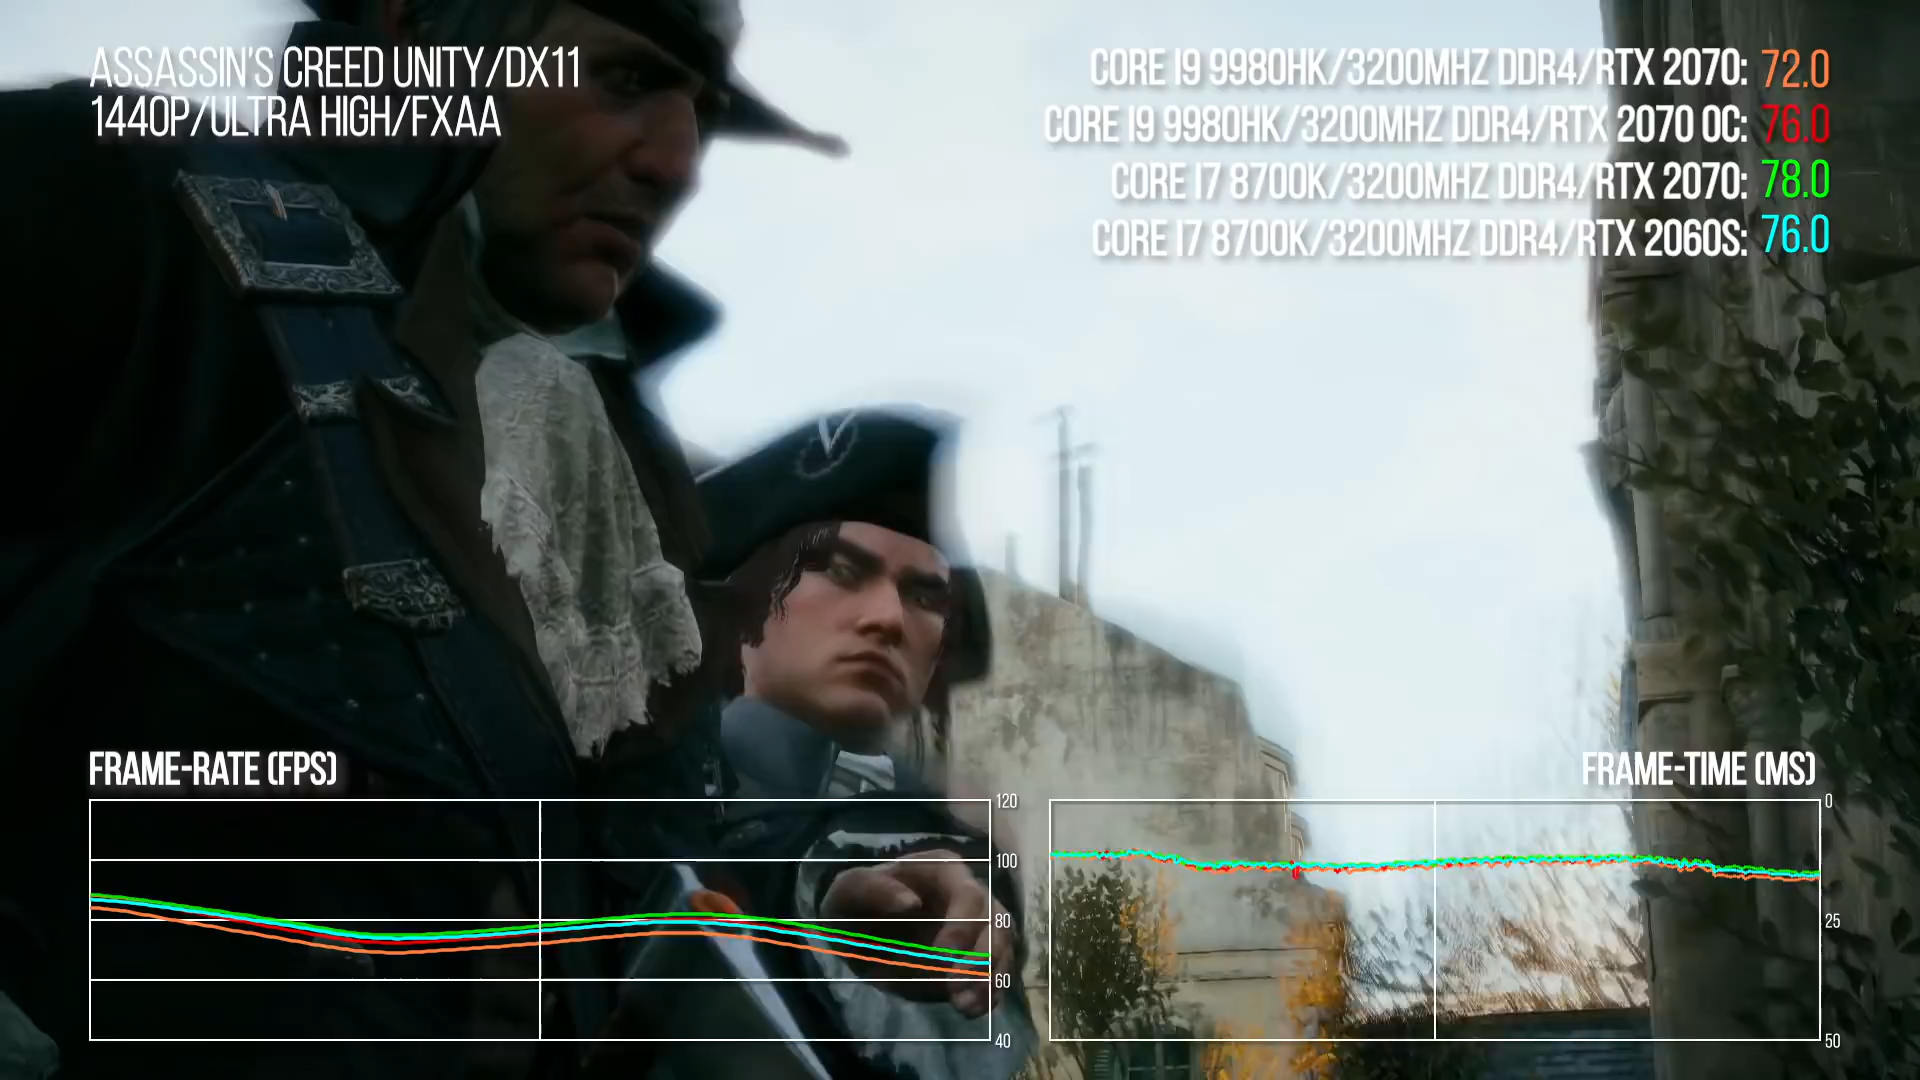 ASSASSIN'S CREED UNITY/DX11
1440P/ULTRA HIGH/FXAA
CORE I9 9980HK/3200MHZ DDR4/RTX 2070: 72.0
CORE I9 9980HK/3200MHZ DDR4/RTX 2070 OC: 76.0
CORE I7 8700K/3200MHZ DDR4/RTX 2070: 78.0
CORE I7 8700K/3200MHZ DDR4/RTX 2060S: 76.0
FRAME-RATE (FPS)
120
100
80
60
40
FRAME-TIME (MS)
0
25
50